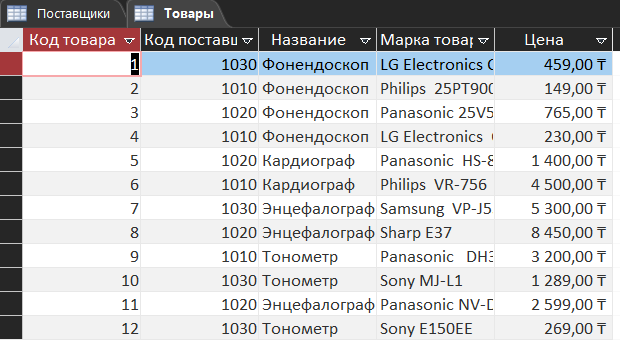 Поставщики Товары
Код товара Код поставщ Название Марка товар Цена
1 1030 Фонендоскоп LG Electronics 459,00 ₸
2 1010 Фонендоскоп Philips 25PT900 149,00 ₸
3 1020 Фонендоскоп Panasonic 25V5 765,00 ₸
4 1010 Фонендоскоп LG Electronics 230,00 ₸
5 1020 Кардиограф Panasonic HS-8 1 400,00 ₸
6 1010 Кардиограф Philips VR-756 4 500,00 ₸
7 1030 Энцефалограф Samsung VP-J5 5 300,00 ₸
8 1020 Энцефалограф Sharp E37 8 450,00 ₸
9 1010 Тонометр Panasonic DH3 3 200,00 ₸
10 1030 Тонометр Sony MJ-L1 1 289,00 ₸
11 1020 Энцефалограф Panasonic NV-D 2 599,00 ₸
12 1030 Тонометр Sony E150EE 269,00 ₸